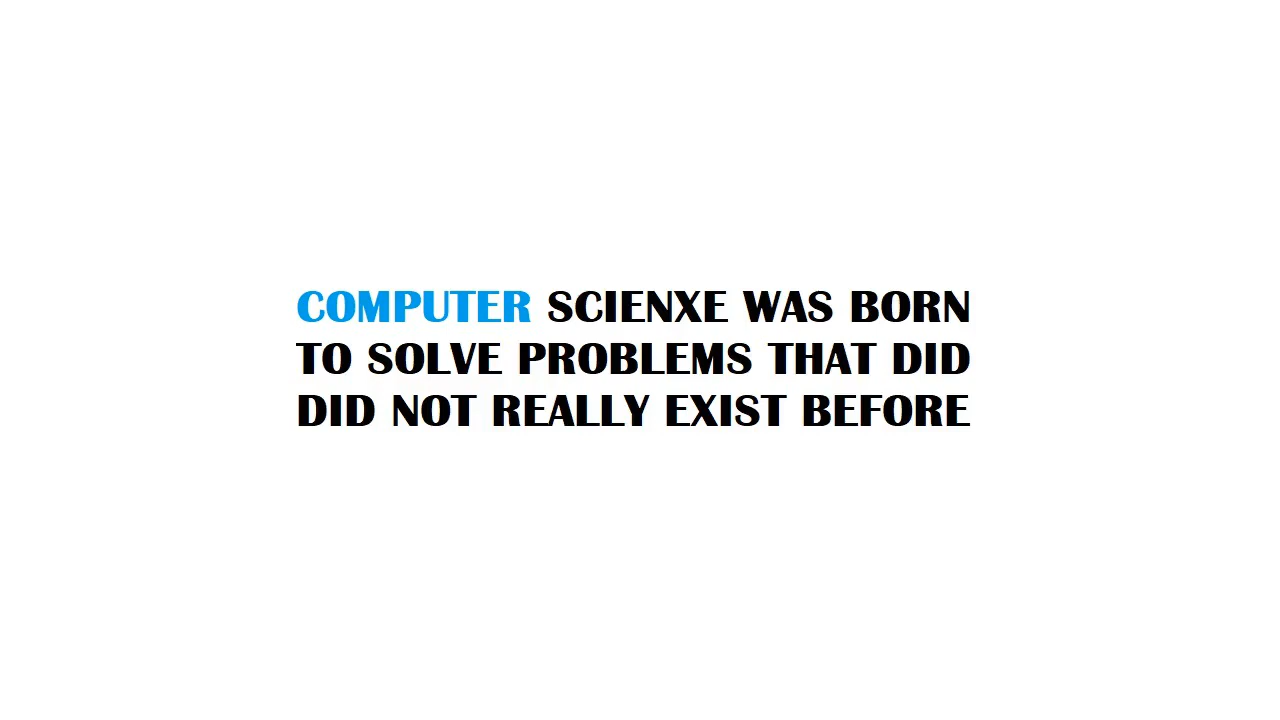 COMPUTER SCIENXE WAS BORN
TO SOLVE PROBLEMS THAT DID
DID NOT REALLY EXIST BEFORE